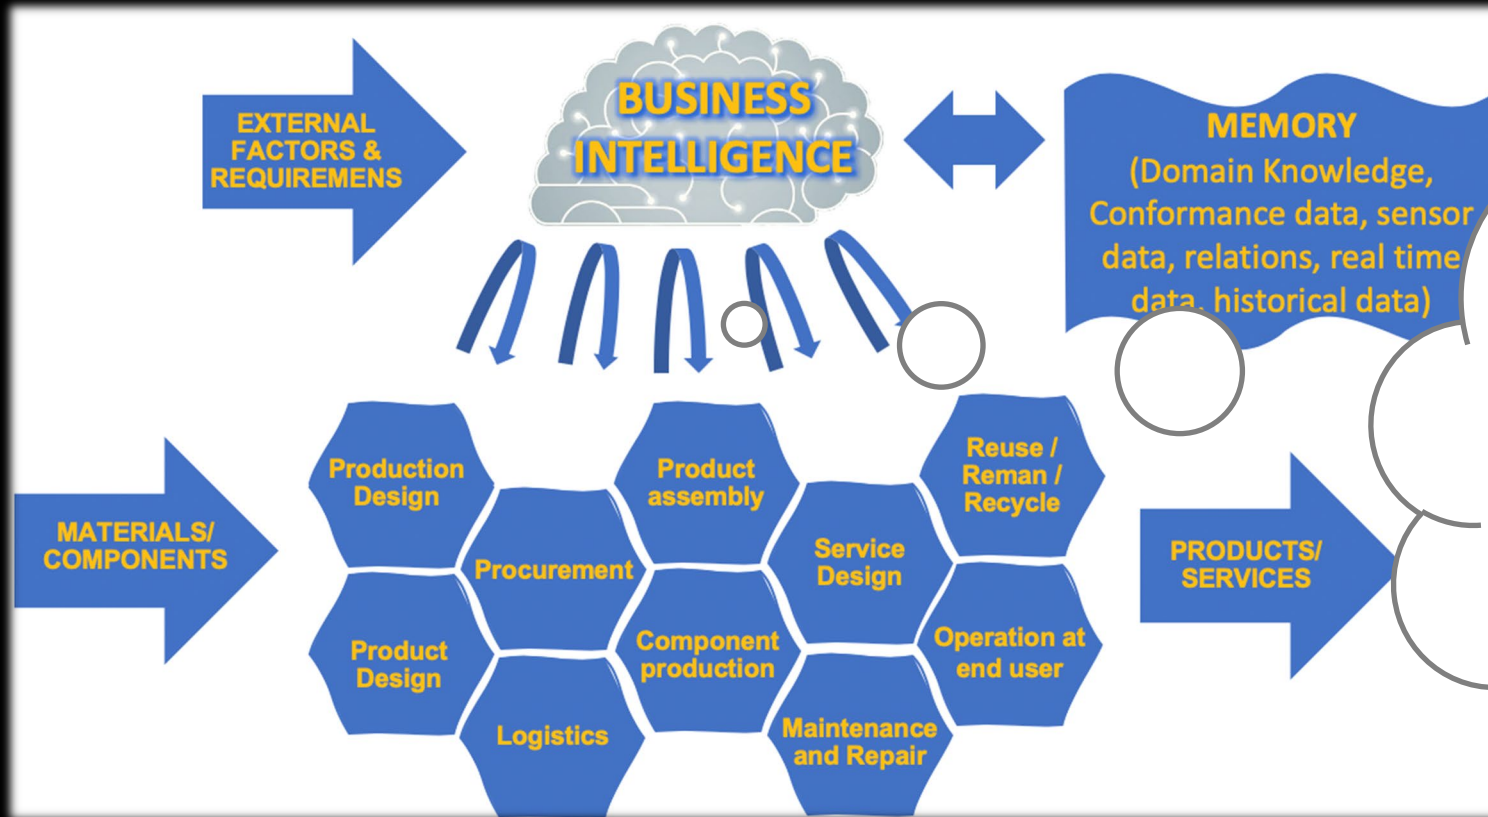 EXTERNAL
FACTORS &
REQUIREMENS
BUSINESS
INTELLIGENCE
MEMORY
(Domain Knowledge,
Conformance data, sensor
data, relations, real time
data, historical data)
MATERIALS/
COMPONENTS
Production
Design
Product
Design
Procurement
Logistics
Product
assembly
Component
production
Service
Design
Maintenance
and Repair
Reuse /
Reman /
Recycle
Operation at
end user
PRODUCTS/
SERVICES